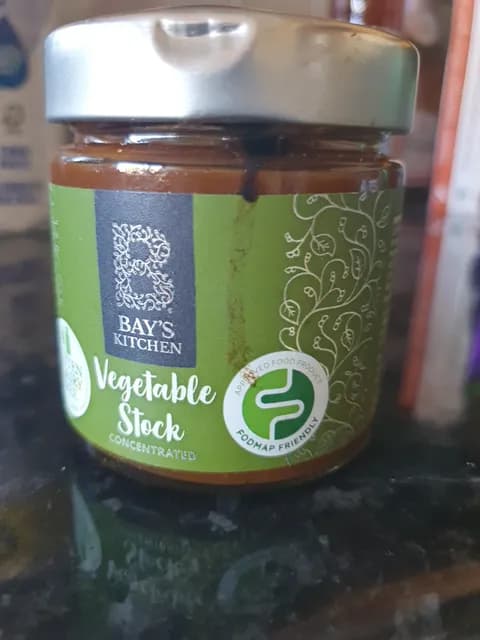 B
BAY'S
KITCHEN
Vegetable
Stock
CONCENTRATED
APPROVED FOOD PRODUCT
FODMAP FRIENDLY